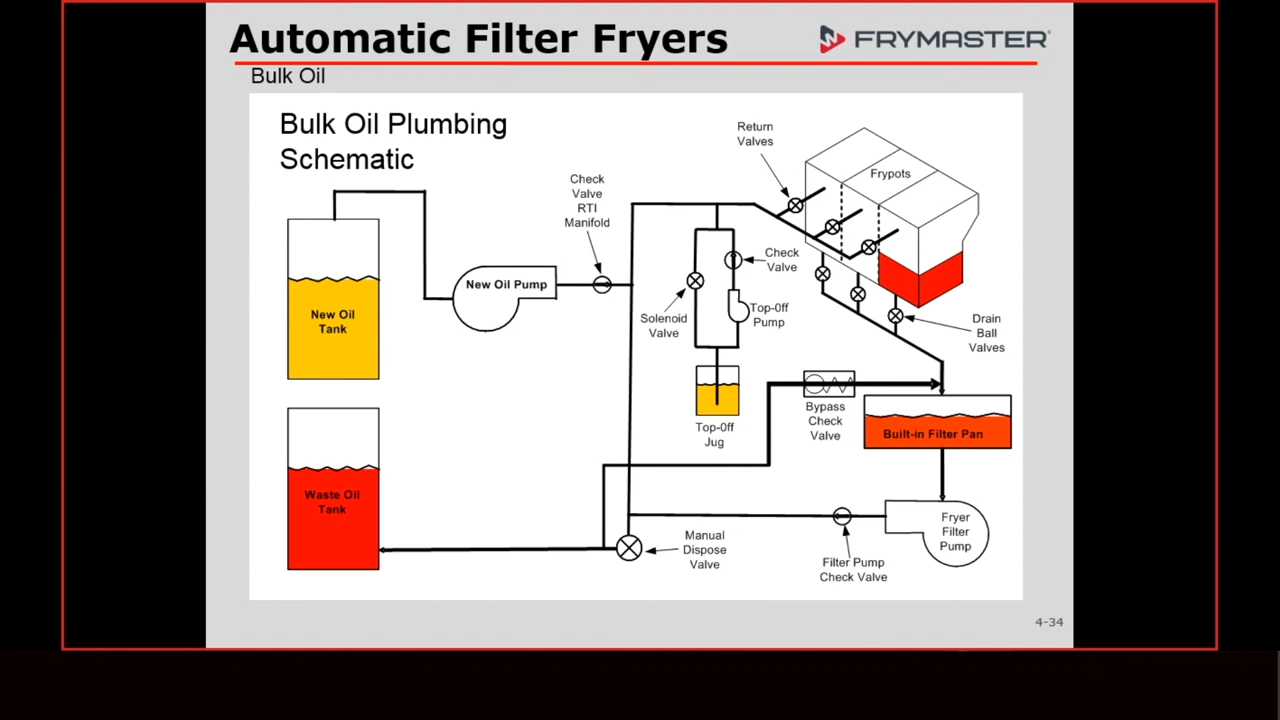 Automatic Filter Fryers
FRYMASTER
Bulk Oil
Bulk Oil Plumbing
Schematic
Return
Valves
Frypots
Check
Valve
RTI
Manifold
Check
Valve
New Oil Pump
New Oil
Tank
Solenoid
Valve
Top-0ff
Pump
Drain
Ball
Valves
Bypass
Check
Valve
Top-0ff
Jug
Built-in Filter Pan
Waste Oil
Tank
Fryer
Filter
Pump
Manual
Dispose
Valve
Filter Pump
Check Valve
4-34